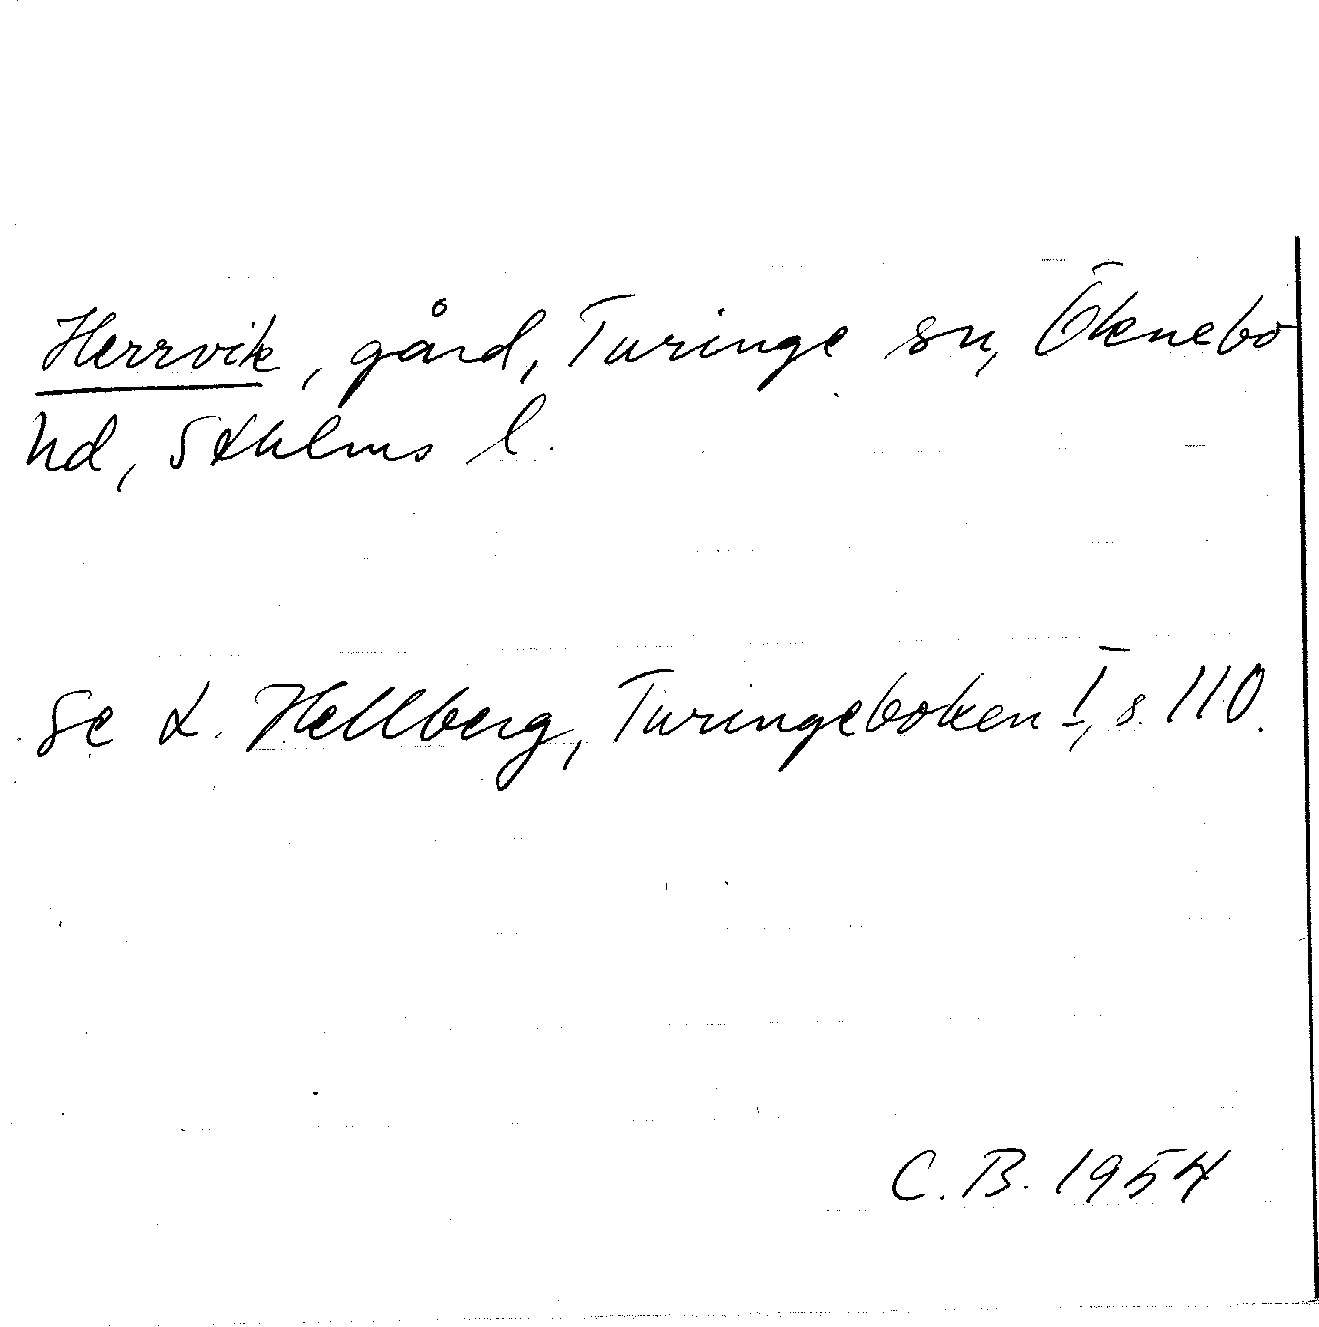 Herrvik, gård, Turinge sn, Öknebo
hd, Sthlms l.
Se L. Hellberg, Turingeboken I, s. 110.
C.B. 1954